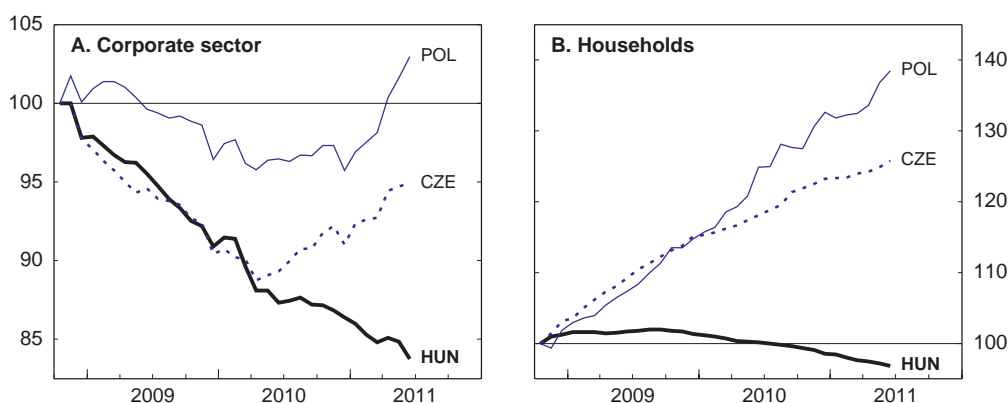 105
A. Corporate sector
POL
100
95
CZE
90
85
HUN
2009 2010 2011
B. Households
140
POL
130
CZE
120
110
100
HUN
2009 2010 2011